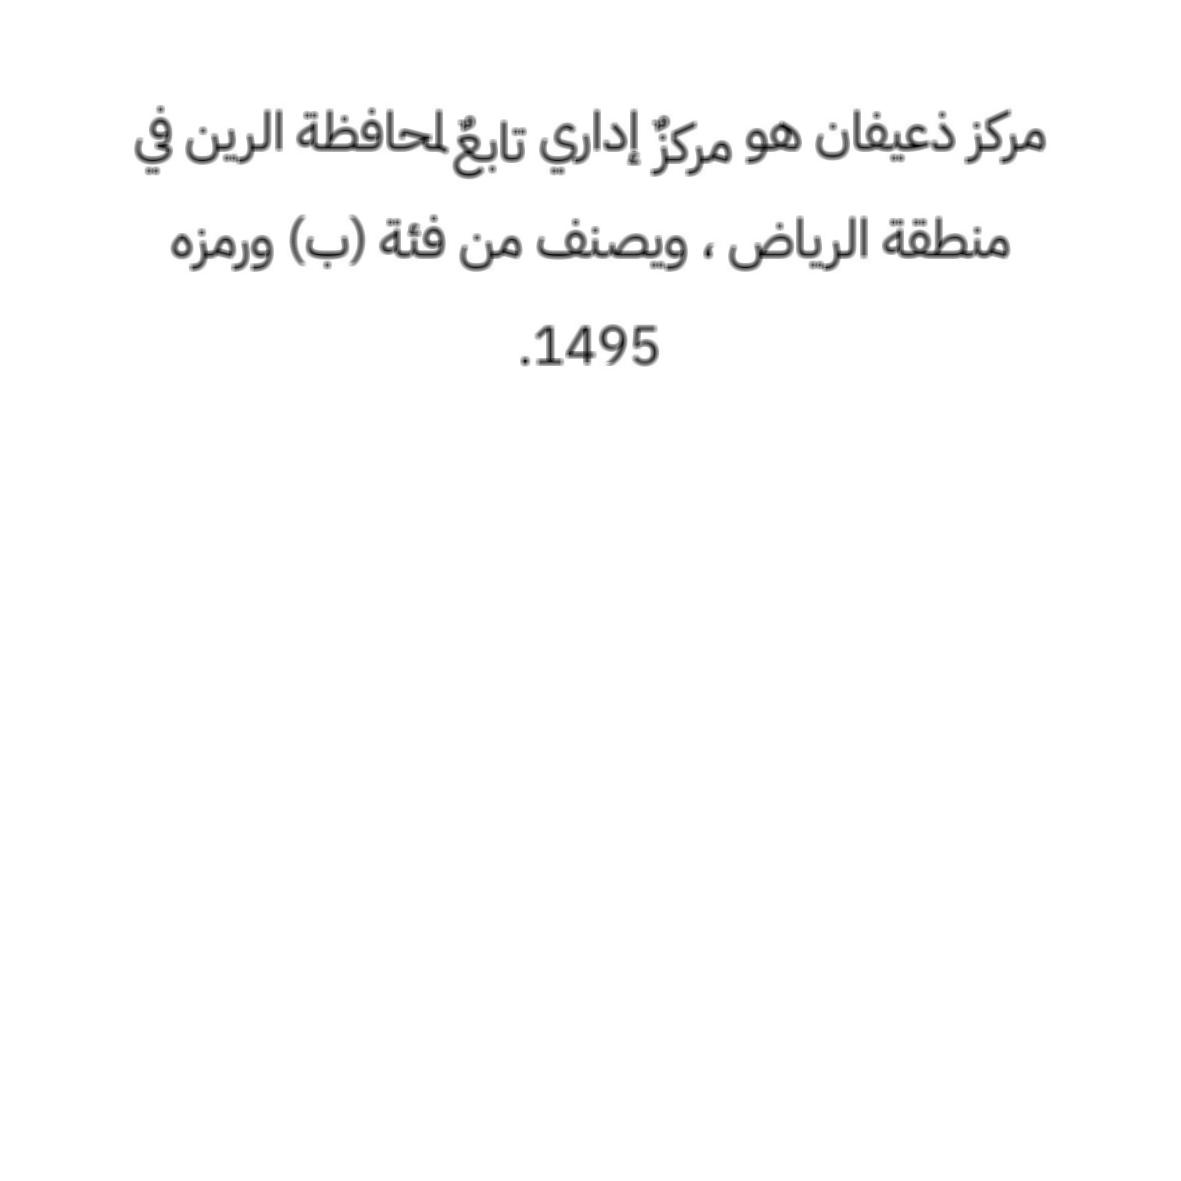 مركز ذعيفان هو مركزٌ إداري تابعٌ لمحافظة الرين في
منطقة الرياض ، ويصنف من فئة (ب) ورمزه
1495.